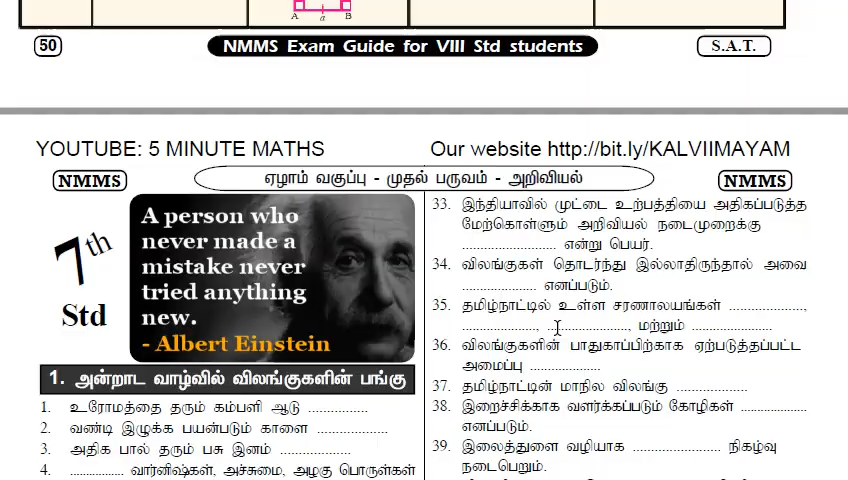 A a B
50 NMMS Exam Guide for VIII Std students S.A.T.
YOUTUBE: 5 MINUTE MATHS Our website http://bit.ly/KALVIIMAYAM
NMMS ஏழாம் வகுப்பு - முதல் பருவம் - அறிவியல் NMMS
7th
Std
A person who
never made a
mistake never
tried anything
new.
- Albert Einstein
1. அன்றாட வாழ்வில் விலங்குகளின் பங்கு
1. உரோமத்தை தரும் கம்பளி ஆடு ................
2. வண்டி இழுக்க பயன்படும் காளை ...................
3. அதிக பால் தரும் பசு இனம் ...................
4. ................ வார்னிஷ்கள், அச்சுமை, அழகு பொருள்கள்
33. இந்தியாவில் முட்டை உற்பத்தியை அதிகப்படுத்த
மேற்கொள்ளும் அறிவியல் நடைமுறைக்கு
......................... என்று பெயர்.
34. விலங்குகள் தொடர்ந்து இல்லாதிருந்தால் அவை
.................... எனப்படும்.
35. தமிழ்நாட்டில் உள்ள சரணாலயங்கள் ....................,
....................., ....................., மற்றும் ......................
36. விலங்குகளின் பாதுகாப்பிற்காக ஏற்படுத்தப்பட்ட
அமைப்பு ...................
37. தமிழ்நாட்டின் மாநில விலங்கு ...................
38. இறைச்சிக்காக வளர்க்கப்படும் கோழிகள் ...................
எனப்படும்.
39. இலைத்துளை வழியாக ....................... நிகழ்வு
நடைபெறும்.